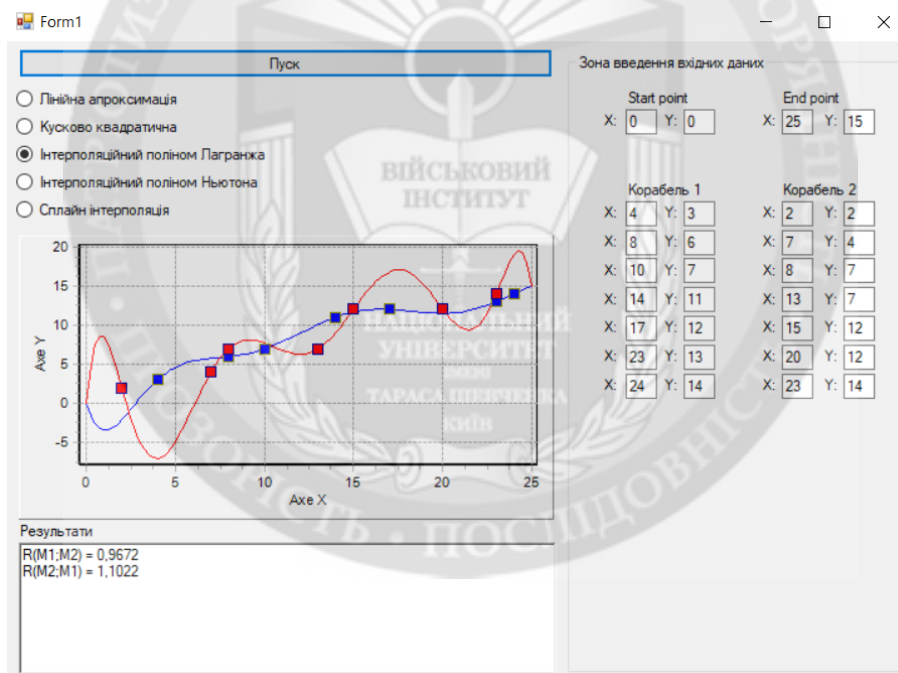 Form1
Пуск
Лінійна апроксимація
Кусково квадратична
Інтерполяційний поліном Лагранжа
Інтерполяційний поліном Ньютона
Сплайн інтерполяція
20
15
10
5
0
-5
Axe Y
0 5 10 15 20 25
Axe X
Результати
R(M1;M2) = 0,9672
R(M2;M1) = 1,1022
Зона введення вхідних даних
Start point End point
X: 0 Y: 0 X: 25 Y: 15
Корабель 1 Корабель 2
X: 4 Y: 3 X: 2 Y: 2
X: 8 Y: 6 X: 7 Y: 4
X: 10 Y: 7 X: 8 Y: 7
X: 14 Y: 11 X: 13 Y: 7
X: 17 Y: 12 X: 15 Y: 12
X: 23 Y: 13 X: 20 Y: 12
X: 24 Y: 14 X: 23 Y: 14
ВІЙСЬКОВИЙ
ІНСТИТУТ
УНІВЕРСИТЕТ
КИЇВ